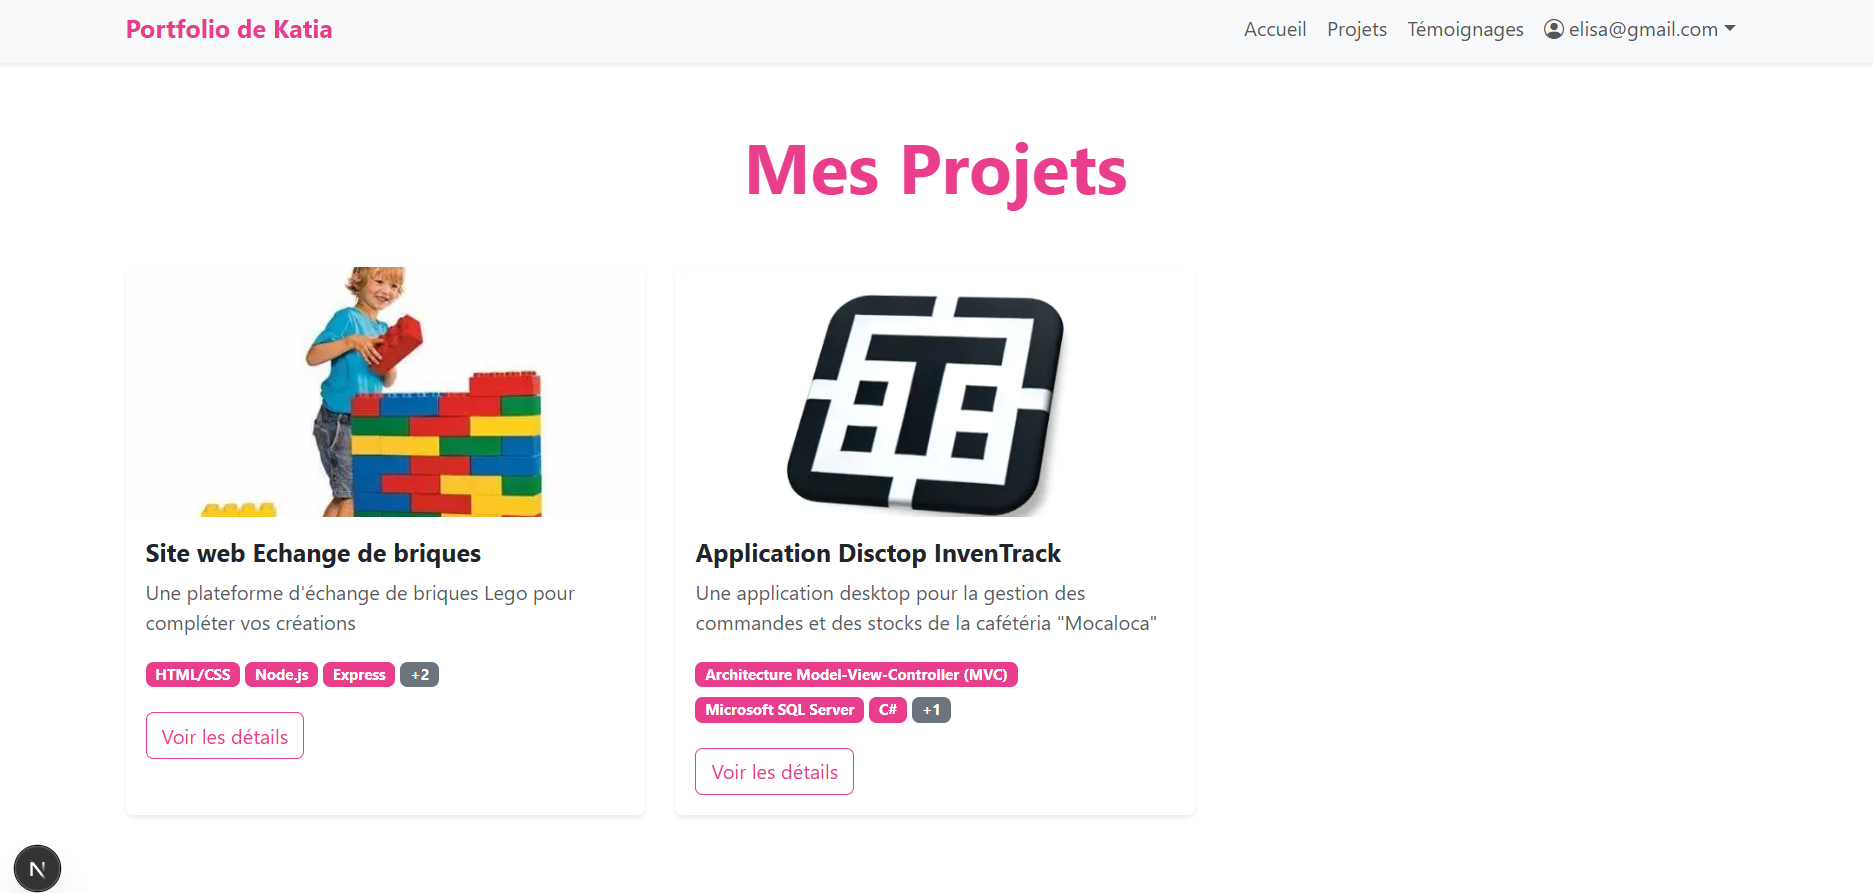 Portfolio de Katia
Accueil Projets Témoignages elisa@gmail.com
Mes Projets
Site web Echange de briques
Une plateforme d'échange de briques Lego pour
compléter vos créations
HTML/CSS Node.js Express +2
Voir les détails
Application Disctop InvenTrack
Une application desktop pour la gestion des
commandes et des stocks de la cafétéria "Mocaloca"
Architecture Model-View-Controller (MVC)
Microsoft SQL Server C# +1
Voir les détails
N